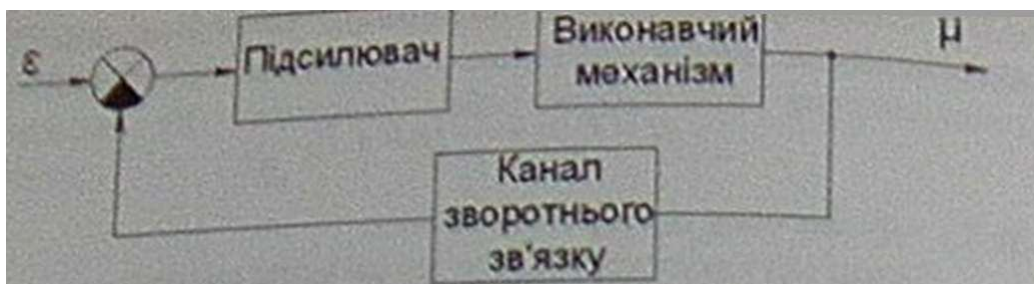 ε
Підсилювач
Виконавчий
механізм
μ
Канал
зворотнього
зв'язку